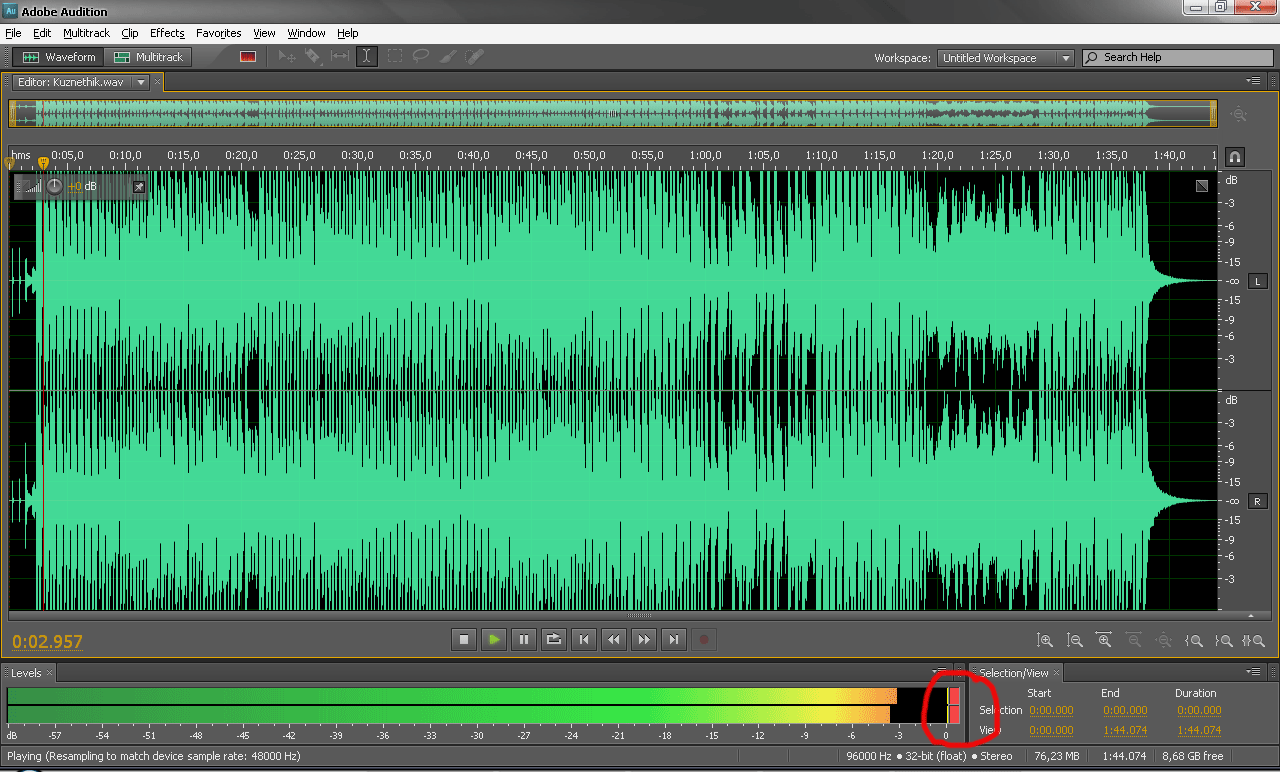 Adobe Audition
File Edit Multitrack Clip Effects Favorites View Window Help
Waveform Multitrack Workspace: Untitled Workspace Search Help
Editor: Kuznethik.wav
hms 0:05,0 0:10,0 0:15,0 0:20,0 0:25,0 0:30,0 0:35,0 0:40,0 0:45,0 0:50,0 0:55,0 1:00,0 1:05,0 1:10,0 1:15,0 1:20,0 1:25,0 1:30,0 1:35,0 1:40,0 1
+0 dB
dB
-3
-6
-9
-15
-∞ L
-15
-9
-6
-3
dB
-3
-6
-9
-15
-∞ R
-15
-9
-6
-3
0:02.957
Levels
dB -57 -54 -51 -48 -45 -42 -39 -36 -33 -30 -27 -24 -21 -18 -15 -12 -9 -6 -3 0
Selection/View
Start End Duration
Selection 0:00.000 0:00.000 0:00.000
View 0:00.000 1:44.074 1:44.074
Playing (Resampling to match device sample rate: 48000 Hz) 96000 Hz ● 32-bit (float) ● Stereo 76,23 MB 1:44.074 8,68 GB free